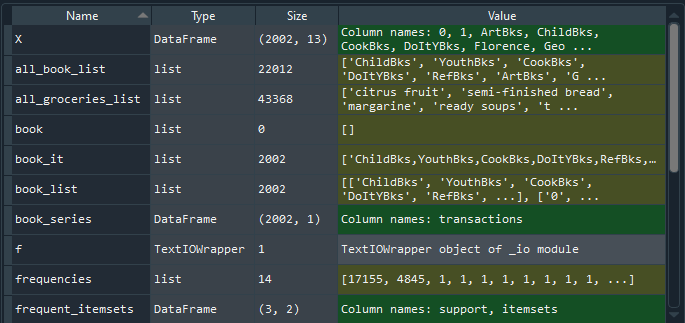 Name Type Size Value
X DataFrame (2002, 13) Column names: 0, 1, ArtBks, ChildBks,
CookBks, DoItYBks, Florence, Geo ...
all_book_list list 22012 ['ChildBks', 'YouthBks', 'CookBks',
'DoItYBks', 'RefBks', 'ArtBks', 'G ...
all_groceries_list list 43368 ['citrus fruit', 'semi-finished bread',
'margarine', 'ready soups', 't ...
book list 0 []
book_it list 2002 ['ChildBks,YouthBks,CookBks,DoItYBks,RefBks,…
book_list list 2002 [['ChildBks', 'YouthBks', 'CookBks',
'DoItYBks', 'RefBks', ...], ['0', ...
book_series DataFrame (2002, 1) Column names: transactions
f TextIOWrapper 1 TextIOWrapper object of _io module
frequencies list 14 [17155, 4845, 1, 1, 1, 1, 1, 1, 1, ...]
frequent_itemsets DataFrame (3, 2) Column names: support, itemsets